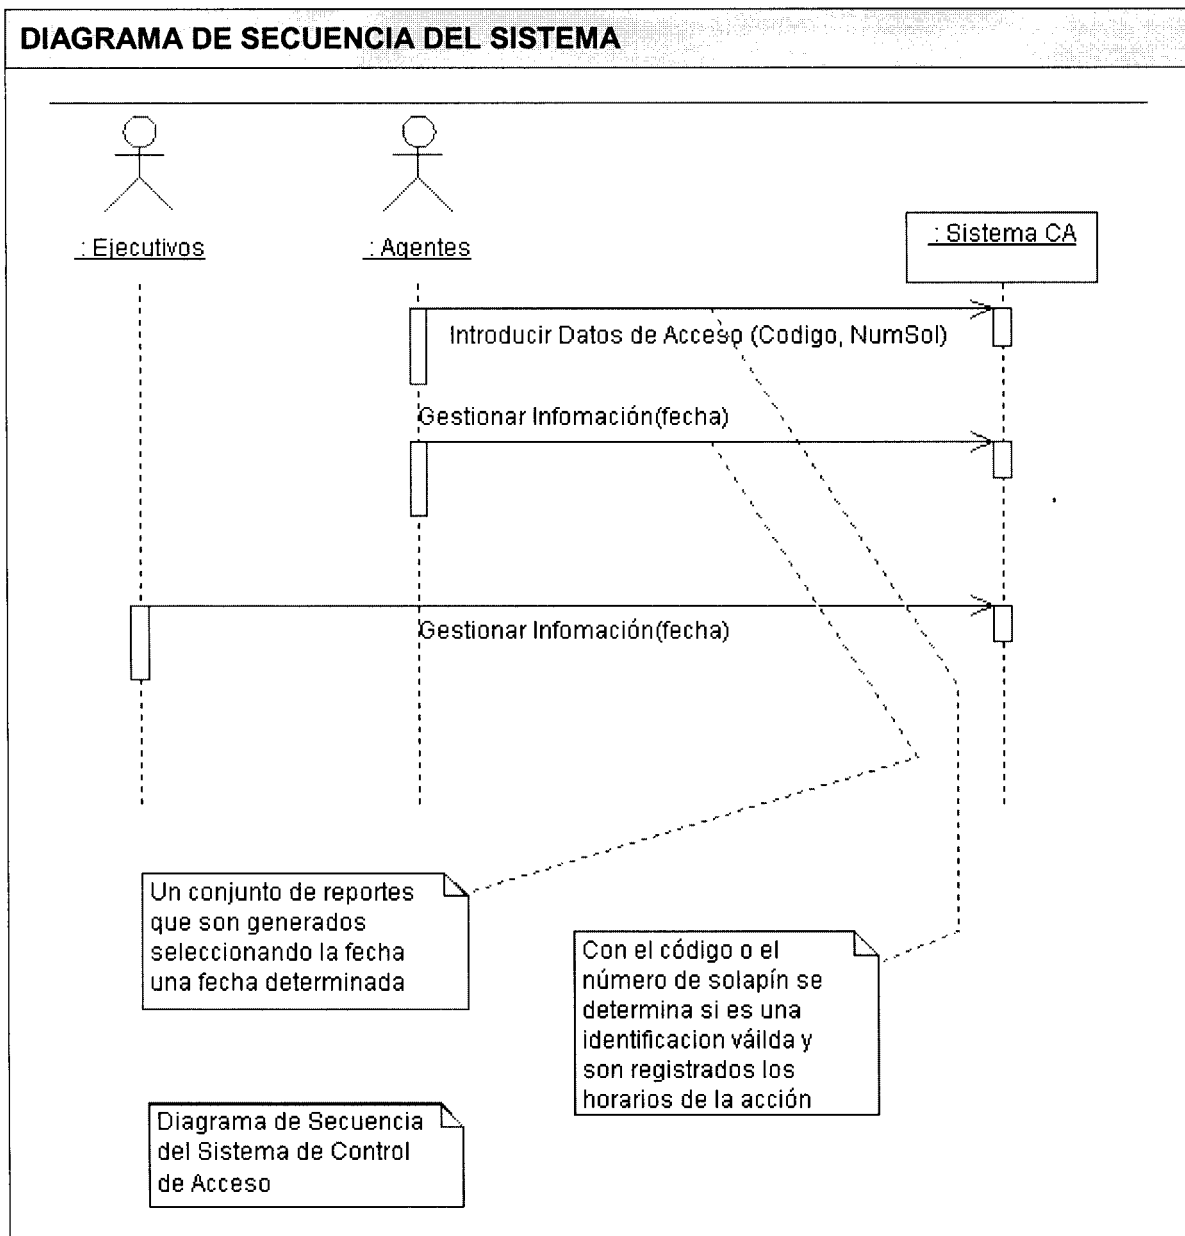 DIAGRAMA DE SECUENCIA DEL SISTEMA
: Ejecutivos
: Agentes
: Sistema CA
Introducir Datos de Acceso (Codigo, NumSol)
Gestionar Infomación(fecha)
Gestionar Infomación(fecha)
Un conjunto de reportes
que son generados
seleccionando la fecha
una fecha determinada
Con el código o el
número de solapín se
determina si es una
identificacion váilda y
son registrados los
horarios de la acción
Diagrama de Secuencia
del Sistema de Control
de Acceso